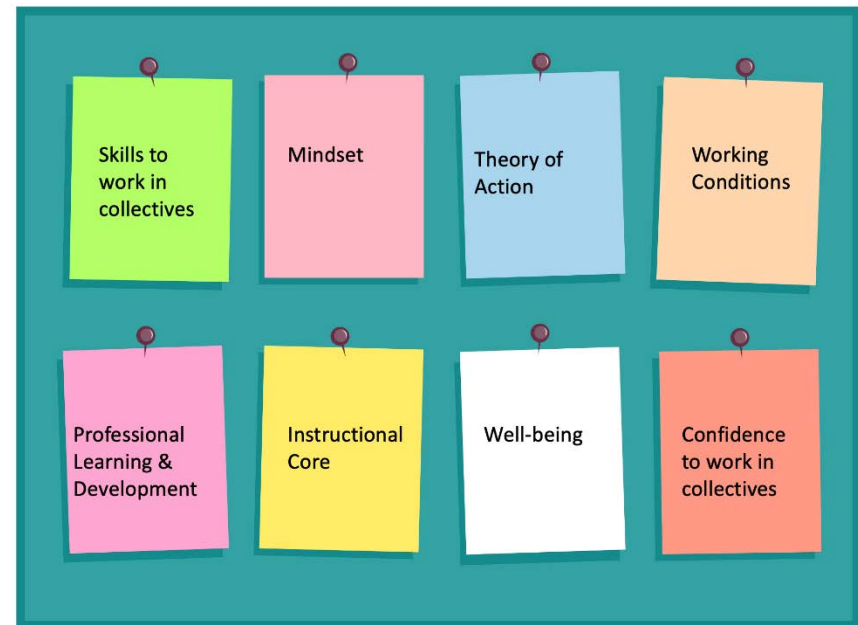 Skills to
work in
collectives
Mindset
Theory of
Action
Working
Conditions
Professional
Learning &
Development
Instructional
Core
Well-being
Confidence
to work in
collectives